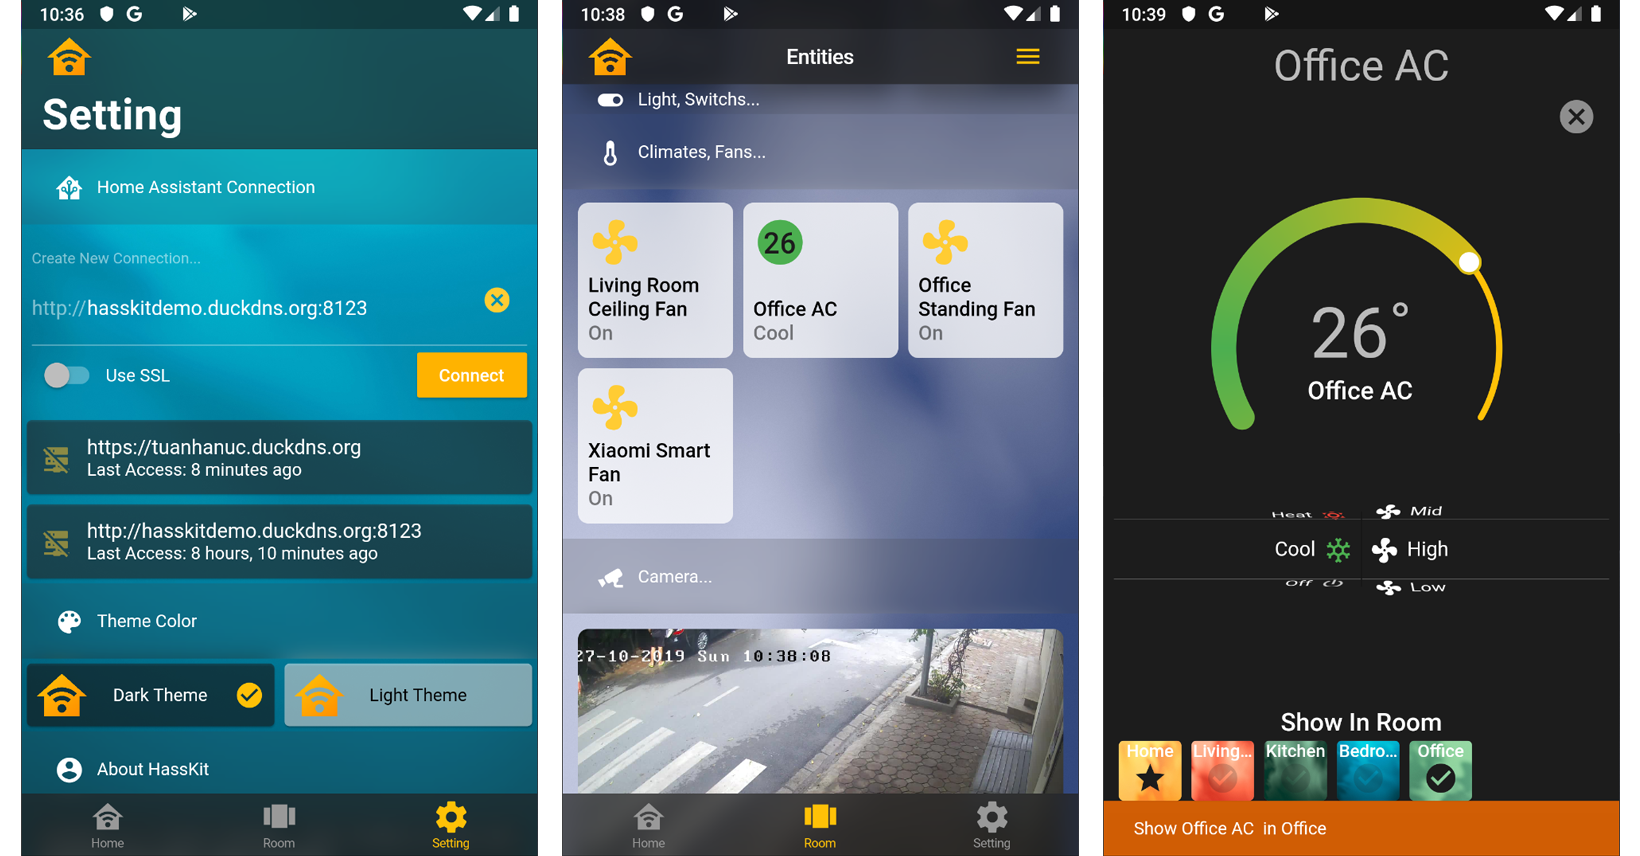 10:36
Setting
Home Assistant Connection
Create New Connection...
http://hasskitdemo.duckdns.org:8123
Use SSL
Connect
https://tuanhanuc.duckdns.org
Last Access: 8 minutes ago
http://hasskitdemo.duckdns.org:8123
Last Access: 8 hours, 10 minutes ago
Theme Color
Dark Theme
Light Theme
About HassKit
Home
Room
Setting
10:38
Entities
Light, Switchs...
Climates, Fans...
Living Room
Ceiling Fan
On
26
Office AC
Cool
Office
Standing Fan
On
Xiaomi Smart
Fan
On
Camera...
27-10-2019 Sun 10:38:08
Home
Room
Setting
10:39
Office AC
26°
Office AC
Heat
Mid
Cool
High
Off
Low
Show In Room
Home
Living...
Kitchen
Bedro...
Office
Show Office AC in Office